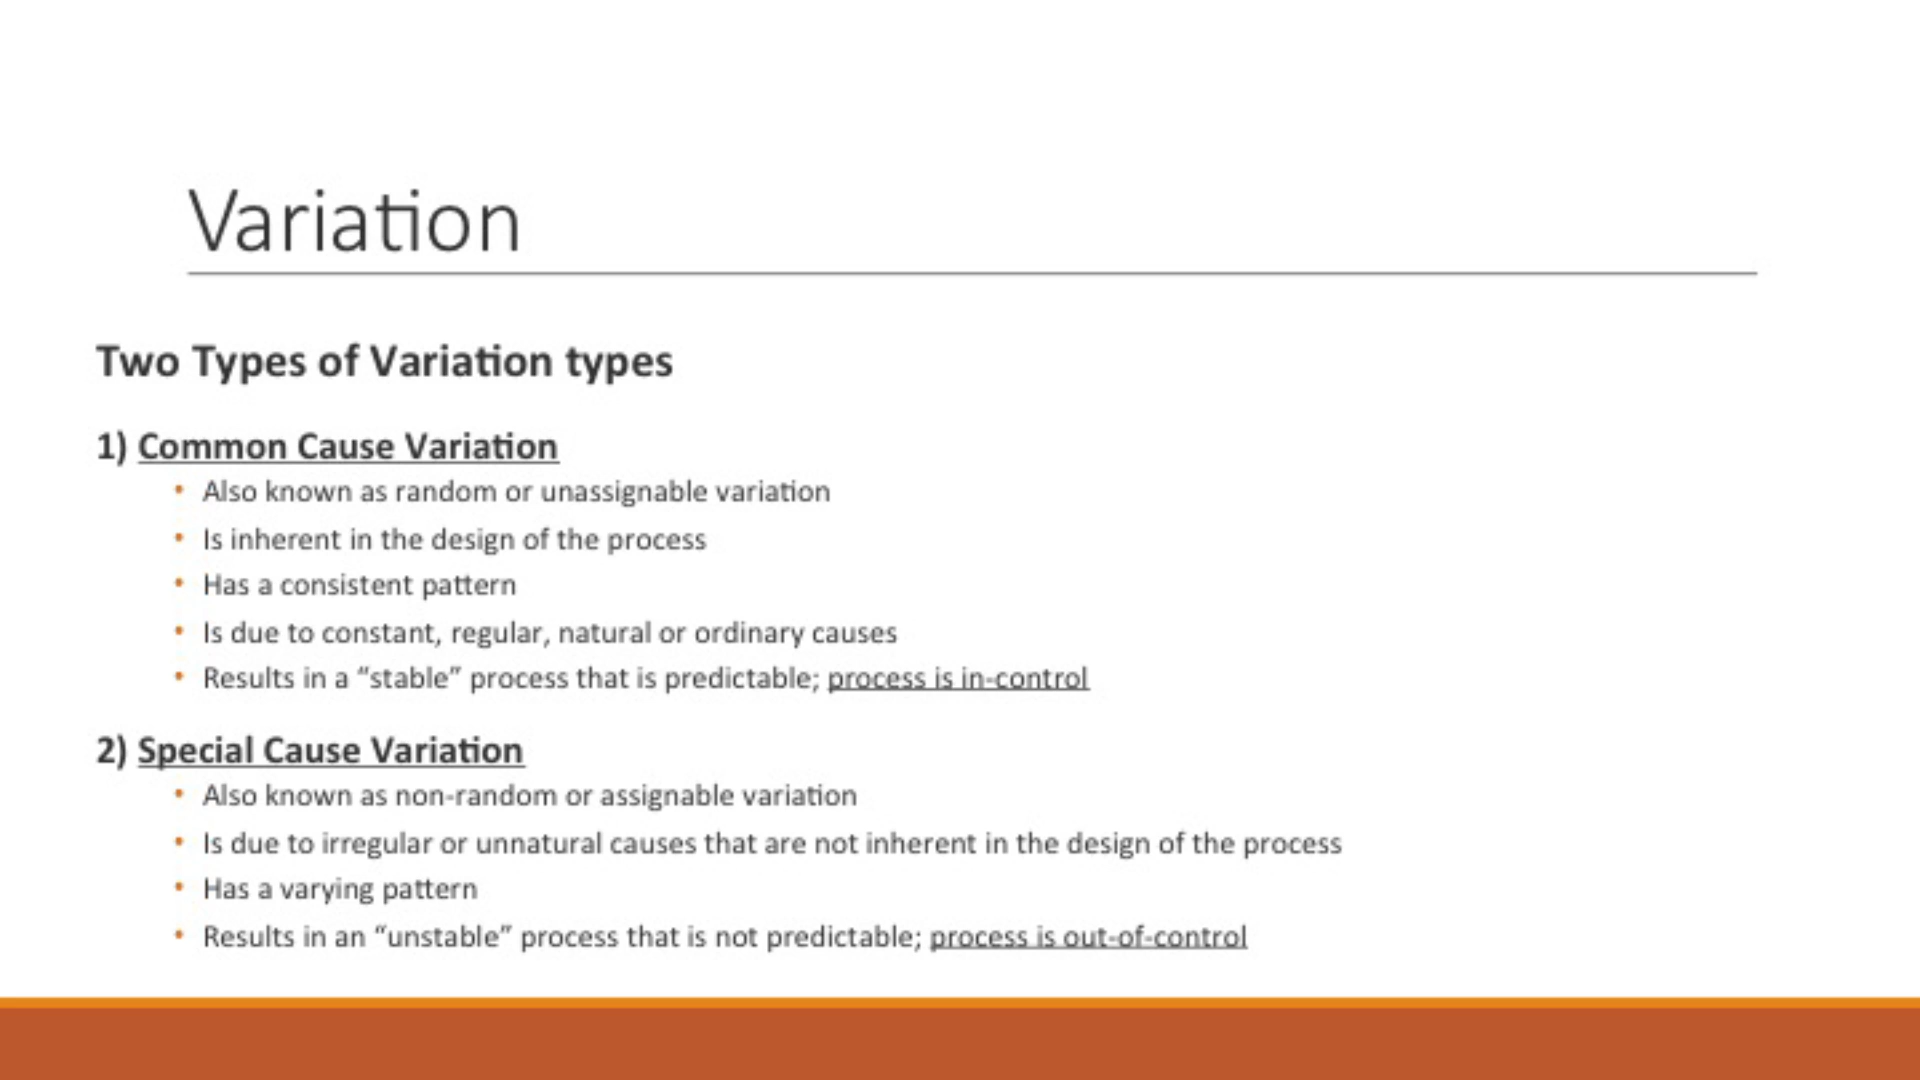 Variation
Two Types of Variation types
1) Common Cause Variation
• Also known as random or unassignable variation
• Is inherent in the design of the process
• Has a consistent pattern
• Is due to constant, regular, natural or ordinary causes
• Results in a “stable” process that is predictable; process is in-control
2) Special Cause Variation
• Also known as non-random or assignable variation
• Is due to irregular or unnatural causes that are not inherent in the design of the process
• Has a varying pattern
• Results in an “unstable” process that is not predictable; process is out-of-control